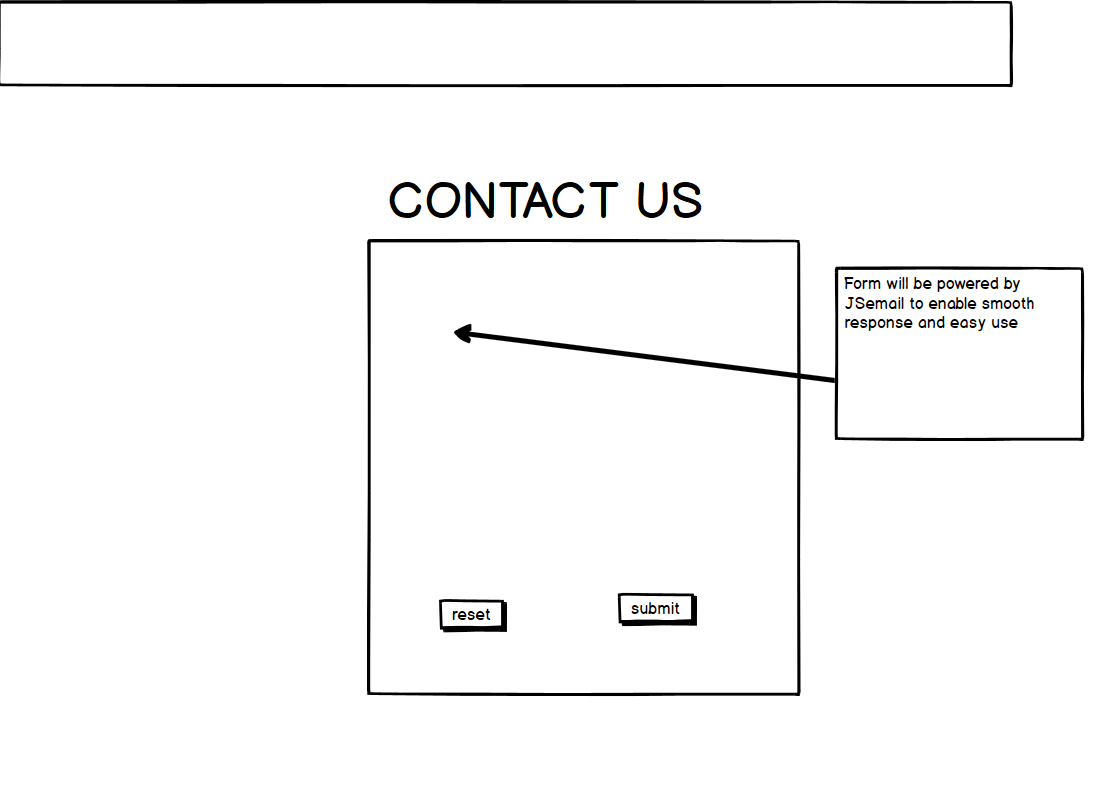 CONTACT US
Form will be powered by
JSemail to enable smooth
response and easy use
reset
submit